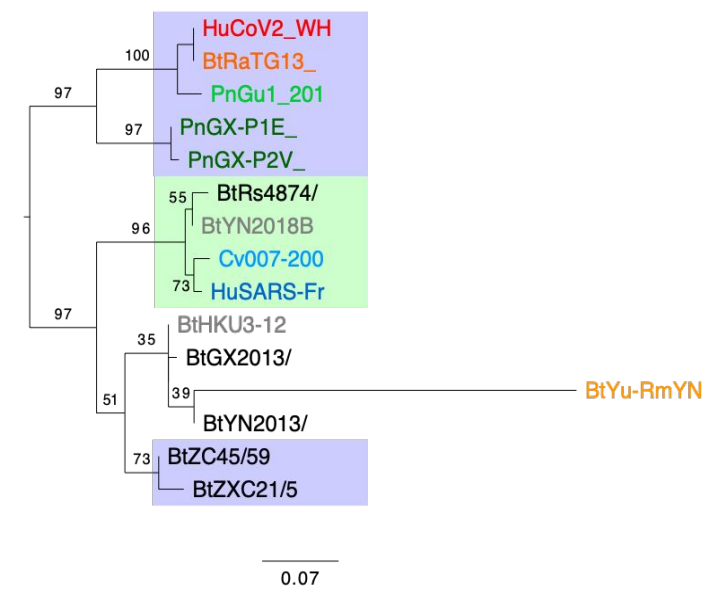 HuCoV2_WH
100
BtRaTG13_
97
PnGu1_201
PnGX-P1E_
97
PnGX-P2V_
55
BtRs4874/
BtYN2018B
96
Cv007-200
73
HuSARS-Fr
97
BtHKU3-12
35
BtGX2013/
39
BtYu-RmYN
51
BtYN2013/
73
BtZC45/59
BtZXC21/5
0.07